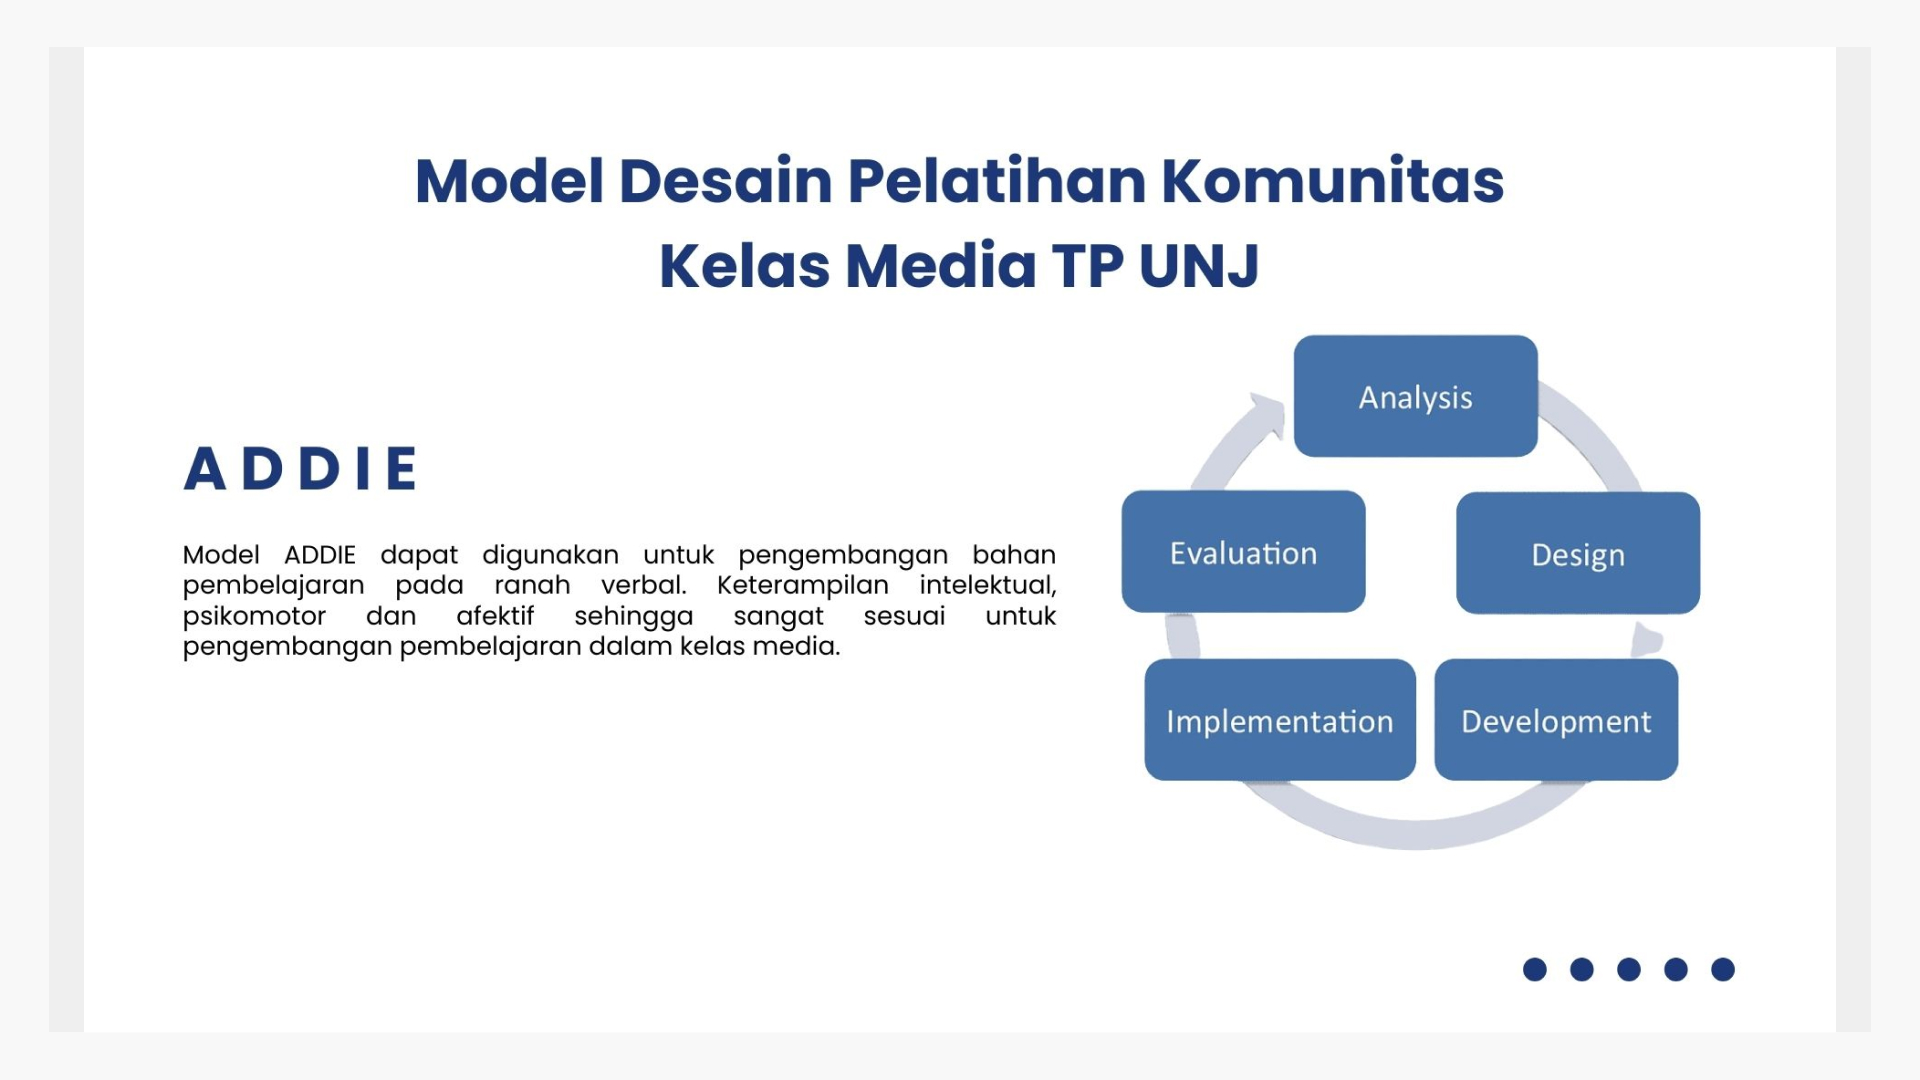 Model Desain Pelatihan Komunitas
Kelas Media TP UNJ
ADDIE
Model ADDIE dapat digunakan untuk pengembangan bahan
pembelajaran pada ranah verbal. Keterampilan intelektual,
psikomotor dan afektif sehingga sangat sesuai untuk
pengembangan pembelajaran dalam kelas media.
Analysis
Evaluation
Design
Implementation
Development